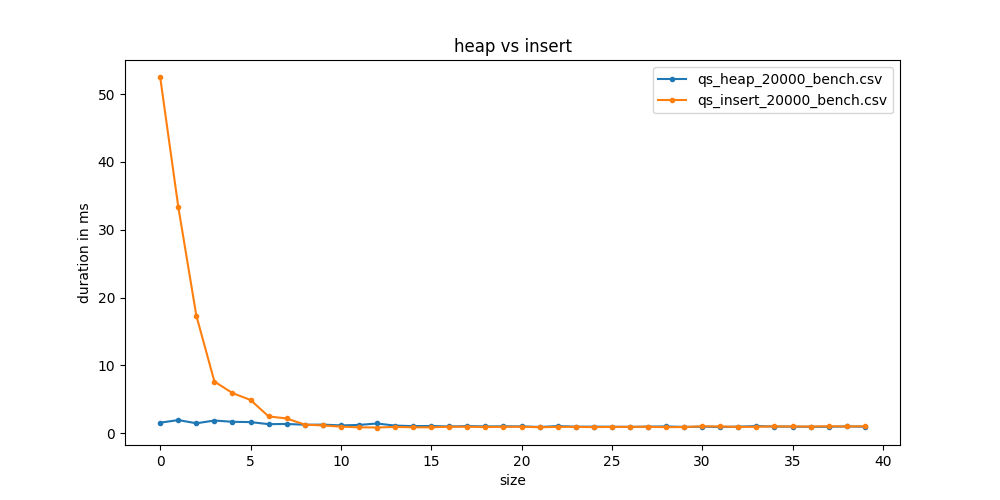 heap vs insert
qs_heap_20000_bench.csv
qs_insert_20000_bench.csv
duration in ms
50
40
30
20
10
0
0 5 10 15 20 25 30 35 40
size